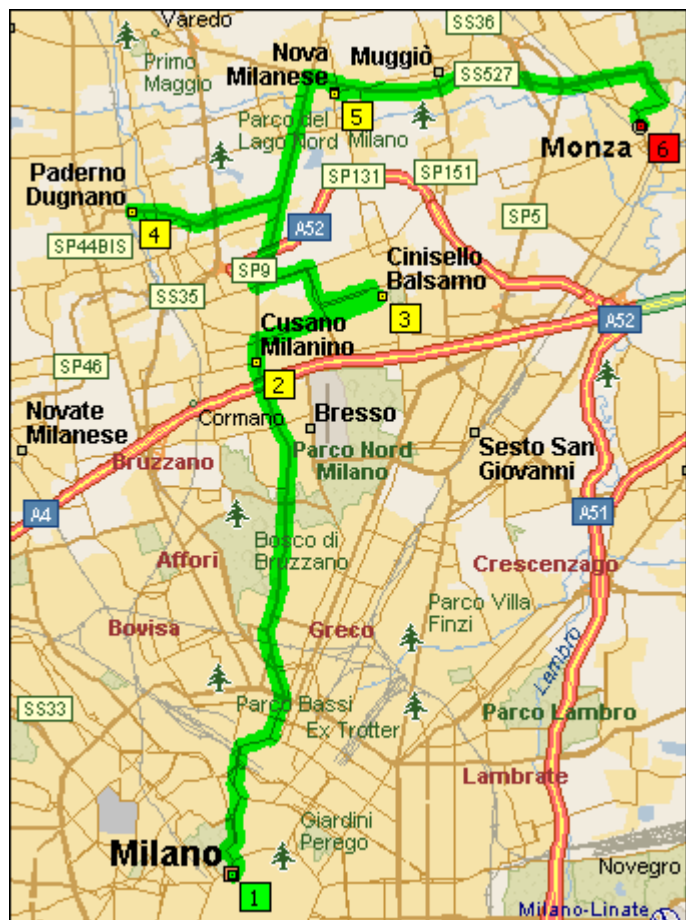 Varedo
SS36
Primo
Maggio
Nova
Milanese
Muggiò
SS527
5
Parco del
Lago Nord Milano
Monza
6
Paderno
Dugnano
4
SP131
SP151
A52
SP5
SP44BIS
SP9
Cinisello
Balsamo
3
SS35
A52
Cusano
Milanino
2
SP46
Novate
Milanese
Cormano
Bresso
Bruzzano
Parco Nord
Milano
Sesto San
Giovanni
A4
A51
Bosco di
Bruzzano
Affori
Crescenzago
Bovisa
Greco
Parco Villa
Finzi
Lambro
SS33
Parco Bassi
Ex Trotter
Parco Lambro
Lambrate
Giardini
Perego
Milano
1
Novegro
Milano-Linate